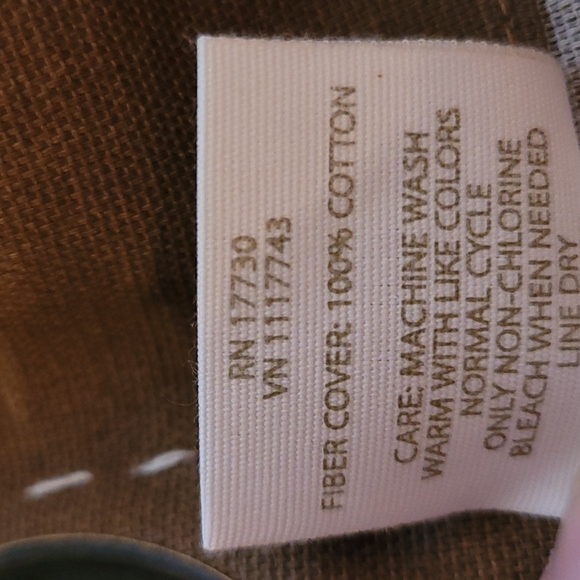 RN 17730
VN 1117743
FIBER COVER: 100% COTTON
CARE: MACHINE WASH
WARM WITH LIKE COLORS
NORMAL CYCLE
ONLY NON-CHLORINE
BLEACH WHEN NEEDED
LINE DRY